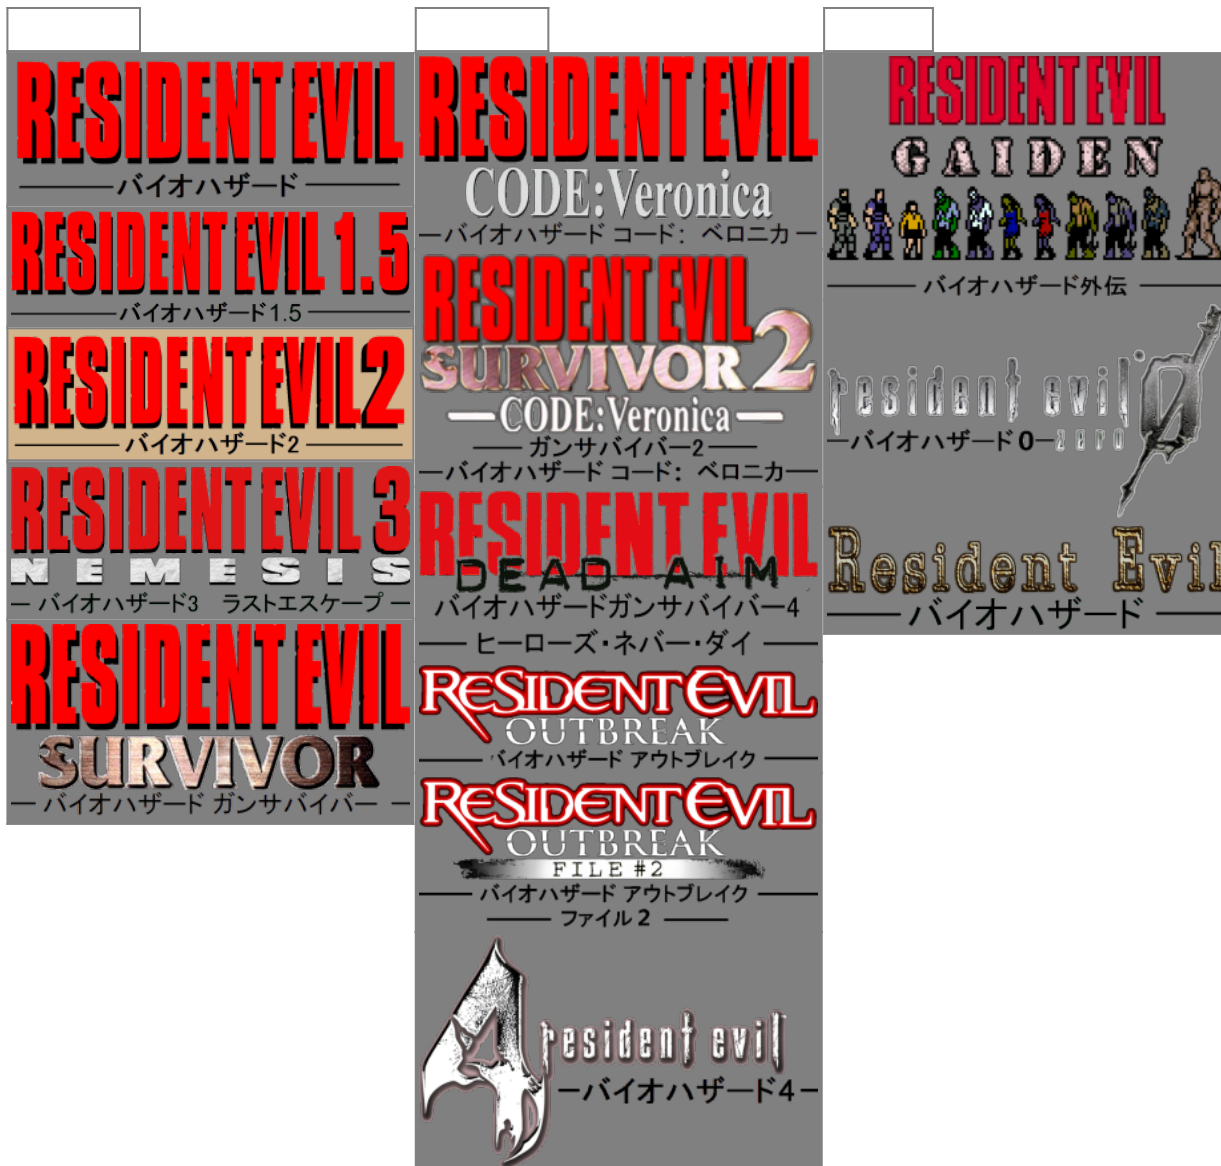 RESIDENT EVIL
バイオハザード
RESIDENT EVIL 1.5
バイオハザード1.5
RESIDENT EVIL 2
バイオハザード2
RESIDENT EVIL 3
NEMESIS
バイオハザード3 ラストエスケープ
RESIDENT EVIL
SURVIVOR
バイオハザード ガンサバイバー
RESIDENT EVIL
CODE:Veronica
バイオハザード コード: ベロニカ
RESIDENT EVIL
SURVIVOR 2
CODE:Veronica
ガンサバイバー2
バイオハザード コード: ベロニカ
RESIDENT EVIL
DEAD AIM
バイオハザードガンサバイバー4
ヒーローズ・ネバー・ダイ
RESIDENT EVIL
OUTBREAK
バイオハザード アウトブレイク
RESIDENT EVIL
OUTBREAK
FILE #2
バイオハザード アウトブレイク
ファイル2
4 resident evil
バイオハザード4
RESIDENT EVIL
GAIDEN
バイオハザード外伝
resident evil 0
バイオハザード0 zero
Resident Evil
バイオハザード